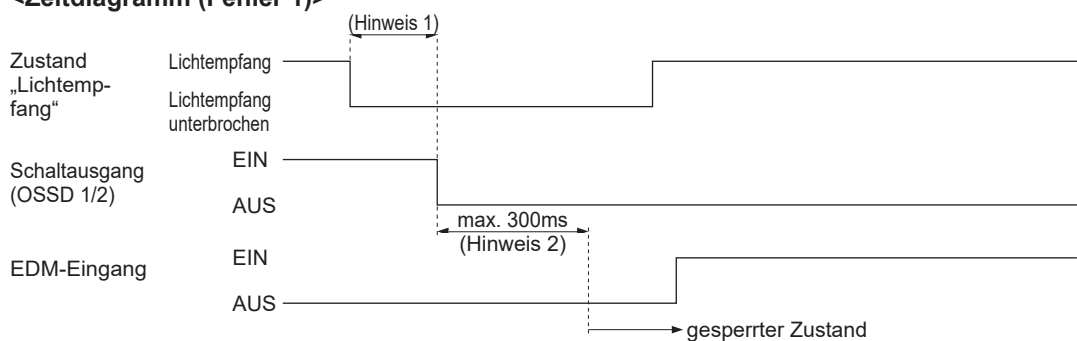 <Zeitdiagramm (Fehler 1)>
(Hinweis 1)
Zustand
„Lichtemp-
fang“
Lichtempfang
Lichtempfang
unterbrochen
Schaltausgang
(OSSD 1/2)
EIN
AUS
max. 300ms
(Hinweis 2)
EDM-Eingang
EIN
AUS
gesperrter Zustand